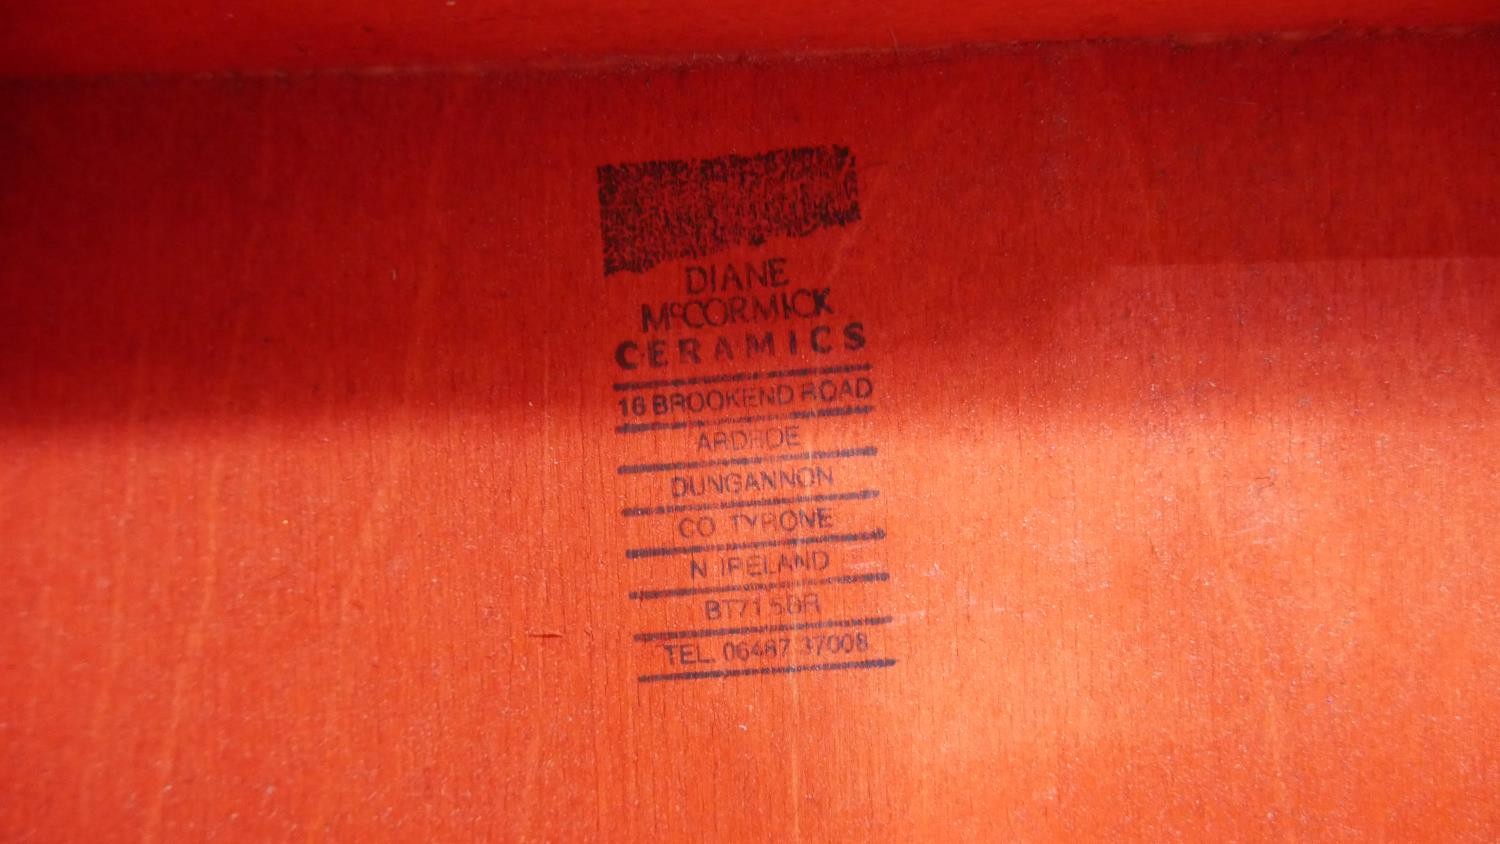 DIANE
McCORMICK
CERAMICS
16 BROOKEND ROAD
ARDBOE
DUNGANNON
CO TYRONE
N IRELAND
BT71 5BR
TEL. 06487 37008